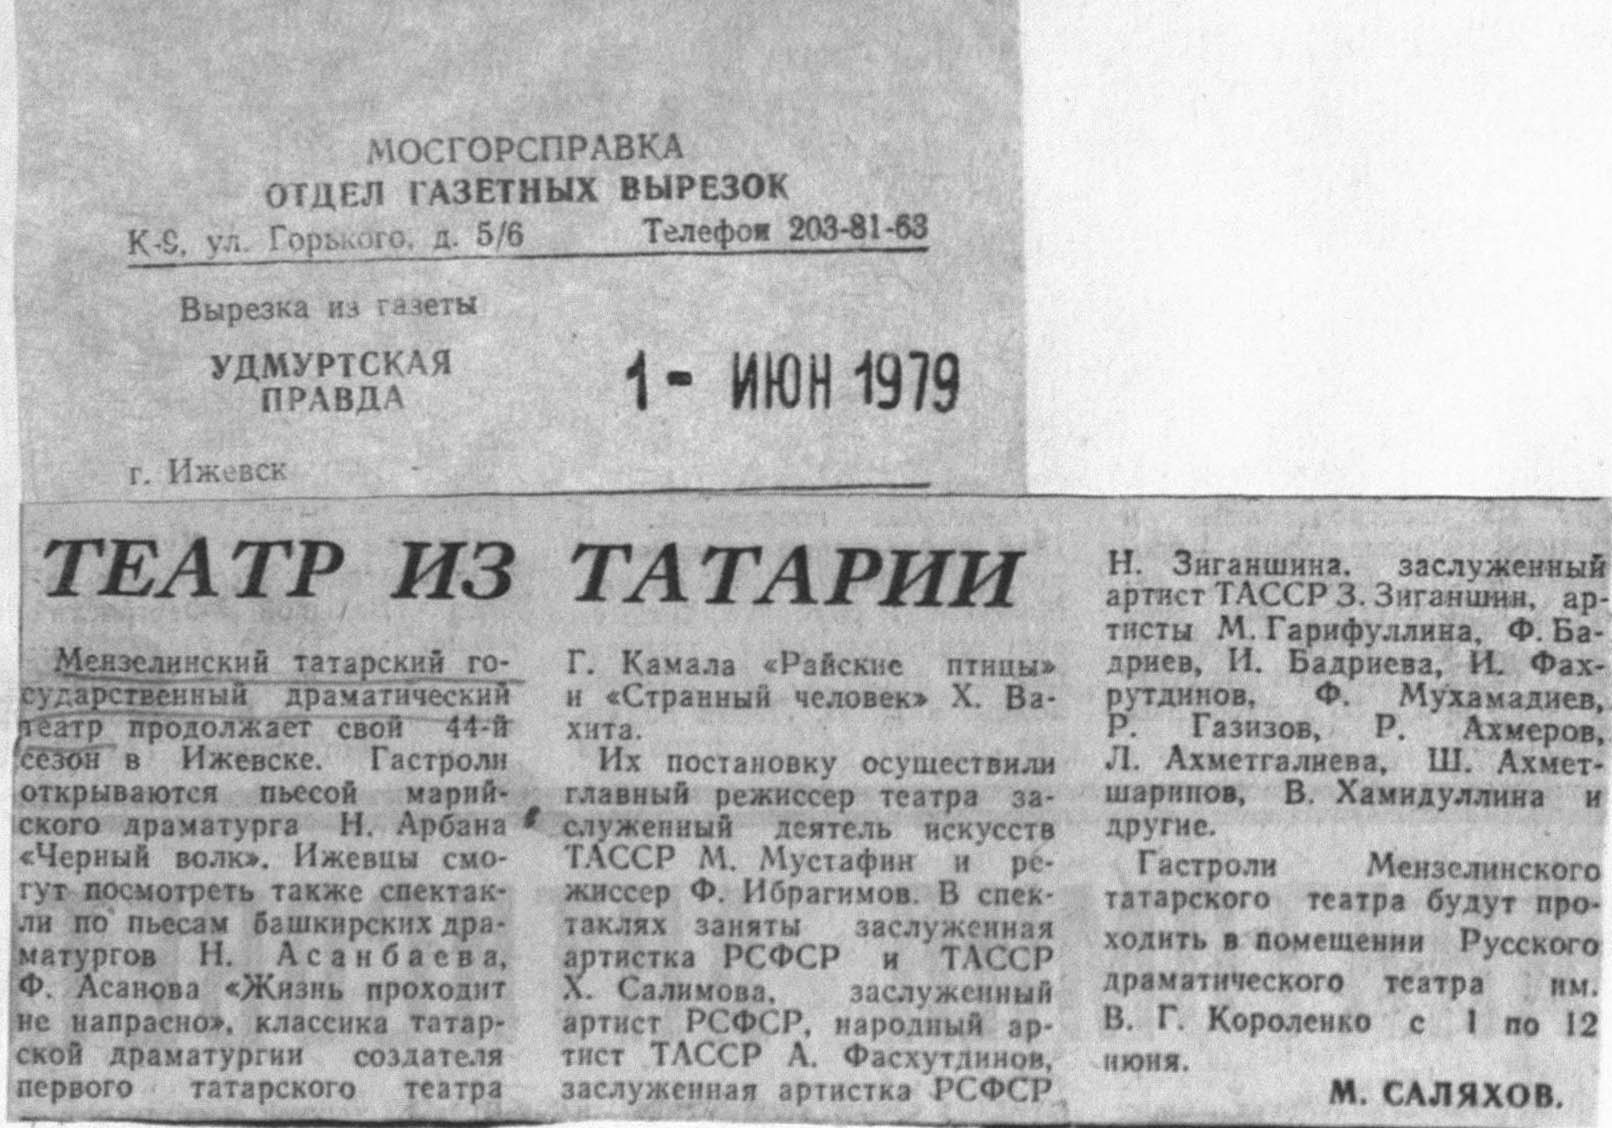 МОСГОРСПРАВКА
ОТДЕЛ ГАЗЕТНЫХ ВЫРЕЗОК
К-9, ул. Горького, д. 5/6 Телефон 203-81-63
Вырезка из газеты
УДМУРТСКАЯ
ПРАВДА
1 - ИЮН 1979
г. Ижевск
ТЕАТР ИЗ ТАТАРИИ
Мензелинский татарский го-
сударственный драматический
театр продолжает свой 44-й
сезон в Ижевске. Гастроли
открываются пьесой марий-
ского драматурга Н. Арбана
«Черный волк». Ижевцы смо-
гут посмотреть также спектак-
ли по пьесам башкирских дра-
матургов Н. Асанбаева,
Ф. Асанова «Жизнь проходит
не напрасно», классика татар-
ской драматургии создателя
первого татарского театра
Г. Камала «Райские птицы»
и «Странный человек» Х. Ва-
хита.
Их постановку осуществили
главный режиссер театра за-
служенный деятель искусств
ТАССР М. Мустафин и ре-
жиссер Ф. Ибрагимов. В спек-
таклях заняты заслуженная
артистка РСФСР и ТАССР
Х. Салимова, заслуженный
артист РСФСР, народный ар-
тист ТАССР А. Фасхутдинов,
заслуженная артистка РСФСР
Н. Зиганшина, заслуженный
артист ТАССР З. Зиганшин, ар-
тисты М. Гарифуллина, Ф. Ба-
дриев, И. Бадриева, И. Фах-
рутдинов, Ф. Мухамадиев,
Р. Газизов, Р. Ахмеров,
Л. Ахметгалиева, Ш. Ахмет-
шарипов, В. Хамидуллина и
другие.
Гастроли Мензелинского
татарского театра будут про-
ходить в помещении Русского
драматического театра им.
В. Г. Короленко с 1 по 12
июня.
М. САЛЯХОВ.